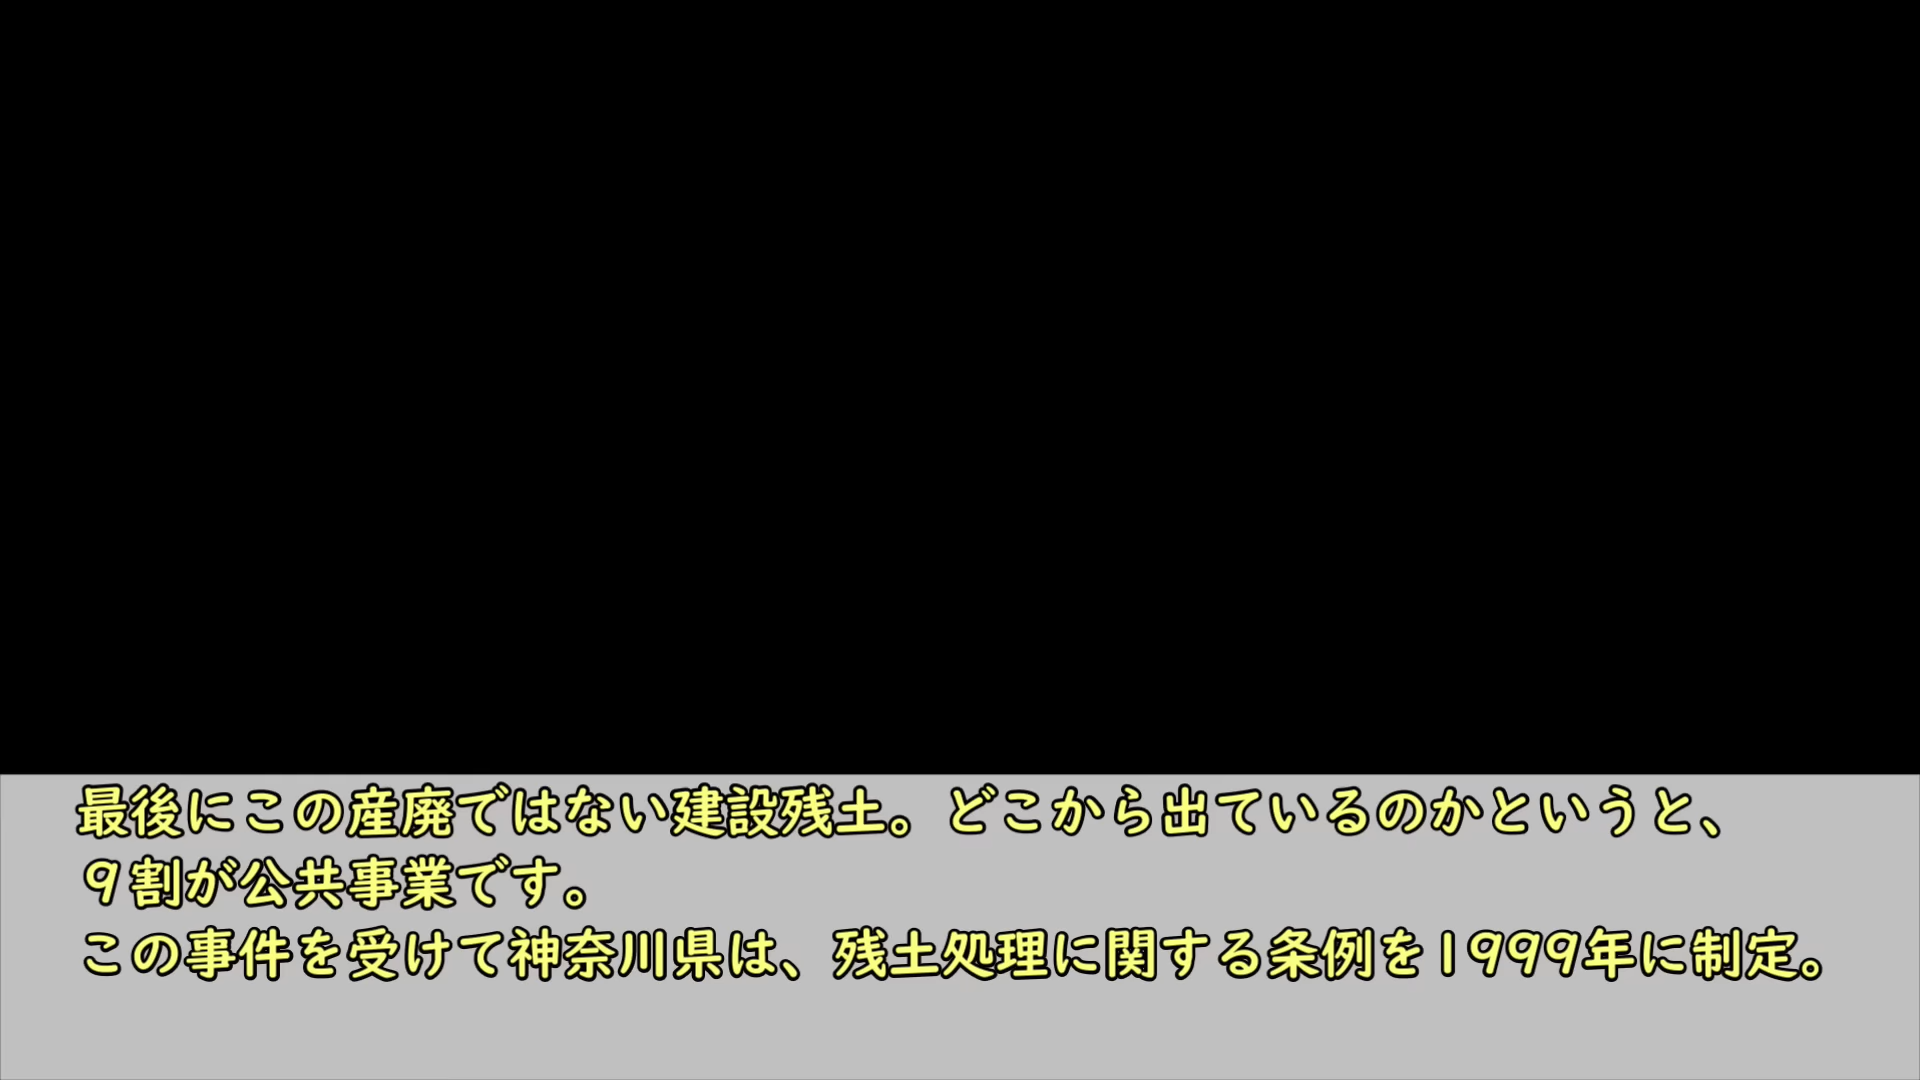 最後にこの産廃ではない建設残土。どこから出ているのかというと、
９割が公共事業です。
この事件を受けて神奈川県は、残土処理に関する条例を1999年に制定。